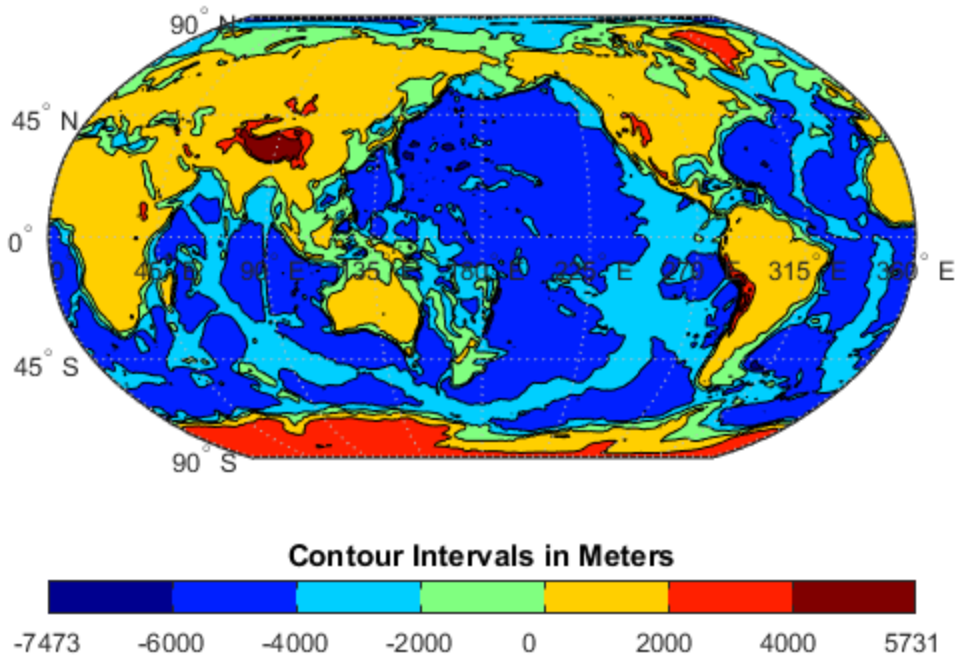 90° N
45° N
0°
0 45° E 90° E 135° E 180° E 225° E 270° E 315° E 360° E
45° S
90° S
Contour Intervals in Meters
-7473 -6000 -4000 -2000 0 2000 4000 5731